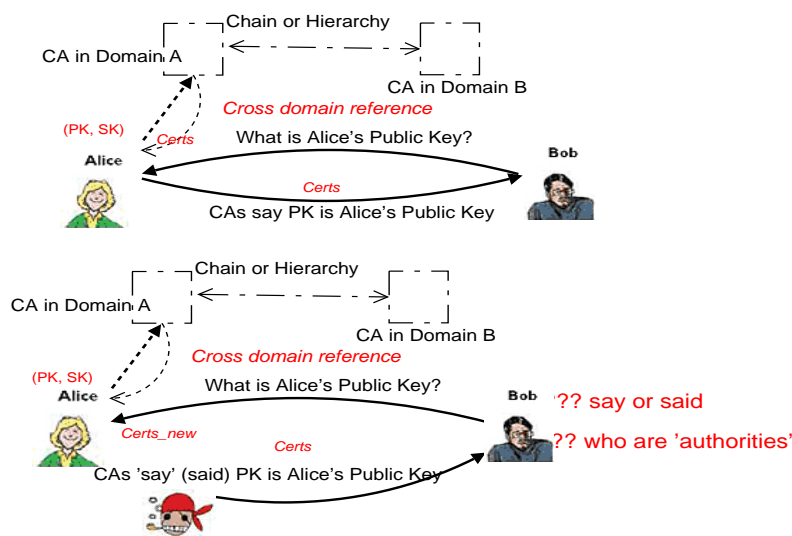 Chain or Hierarchy
CA in Domain A
CA in Domain B
Cross domain reference
(PK, SK)
Certs
What is Alice's Public Key?
Alice
Bob
Certs
CAs say PK is Alice's Public Key
Chain or Hierarchy
CA in Domain A
CA in Domain B
Cross domain reference
(PK, SK)
What is Alice's Public Key?
Alice
Bob
?? say or said
Certs_new
Certs
?? who are 'authorities'
CAs 'say' (said) PK is Alice's Public Key